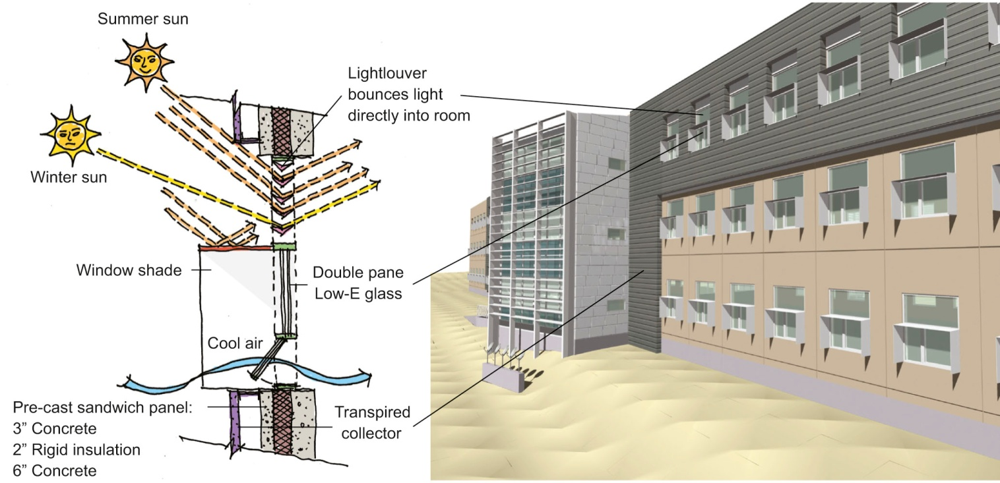 Summer sun
Winter sun
Lightlouver
bounces light
directly into room
Window shade
Double pane
Low-E glass
Cool air
Pre-cast sandwich panel:
3” Concrete
2” Rigid insulation
6” Concrete
Transpired
collector